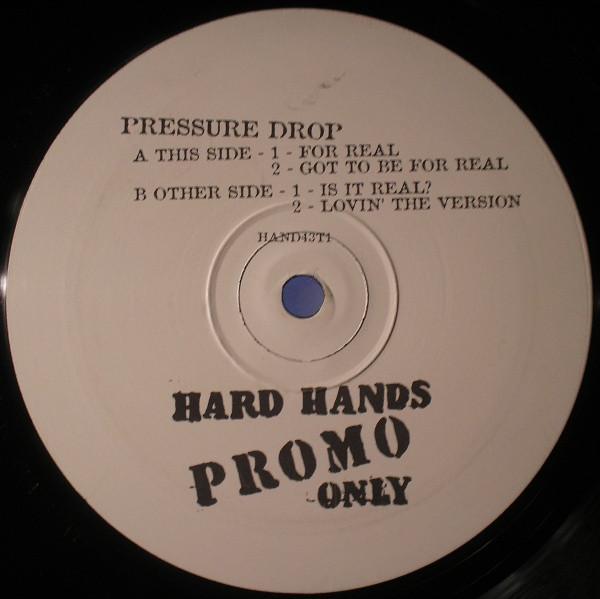 PRESSURE DROP
A THIS SIDE - 1 - FOR REAL
2 - GOT TO BE FOR REAL
B OTHER SIDE - 1 - IS IT REAL?
2 - LOVIN' THE VERSION
HAND43T1
HARD HANDS
PROMO
ONLY